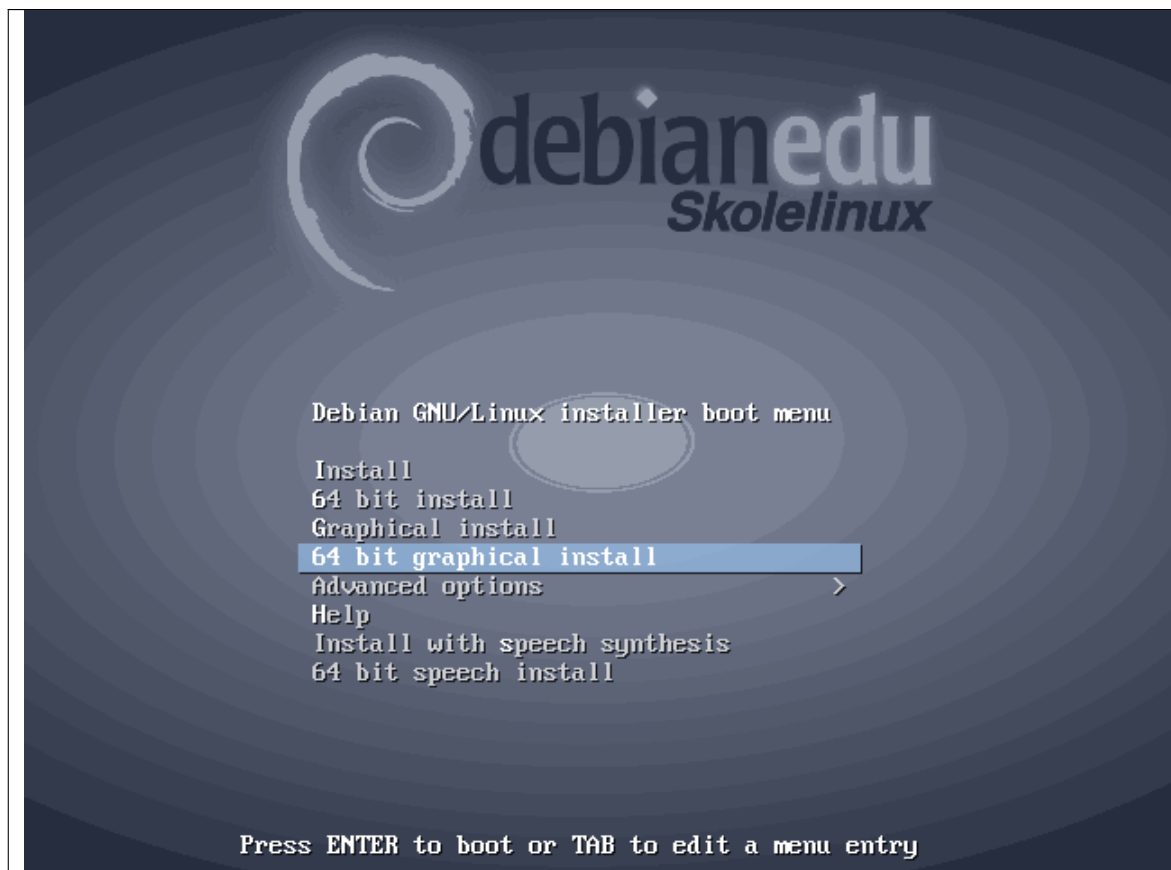 debianedu
Skolelinux
Debian GNU/Linux installer boot menu
Install
64 bit install
Graphical install
64 bit graphical install
Advanced options >
Help
Install with speech synthesis
64 bit speech install
Press ENTER to boot or TAB to edit a menu entry